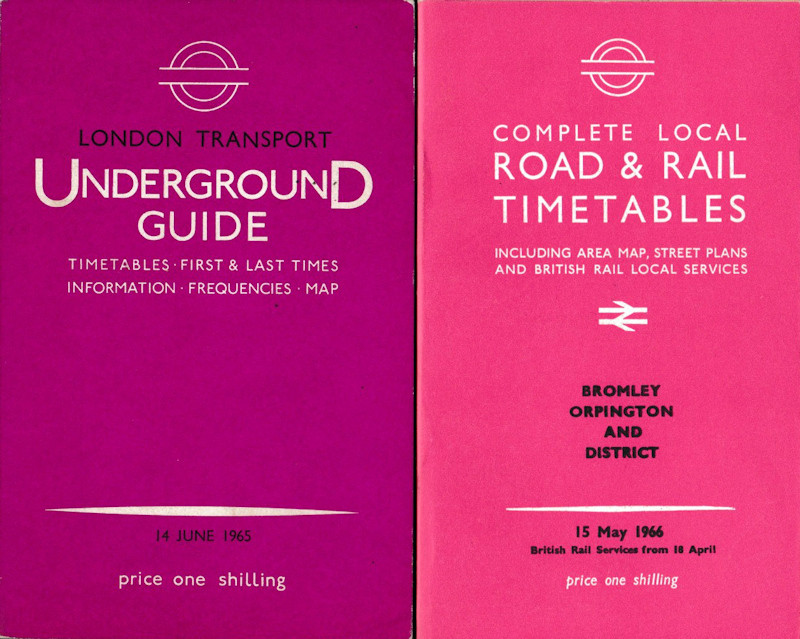 LONDON TRANSPORT
UNDERGROUND
GUIDE
TIMETABLES · FIRST & LAST TIMES
INFORMATION · FREQUENCIES · MAP
14 JUNE 1965
price one shilling
COMPLETE LOCAL
ROAD & RAIL
TIMETABLES
INCLUDING AREA MAP, STREET PLANS
AND BRITISH RAIL LOCAL SERVICES
BROMLEY
ORPINGTON
AND
DISTRICT
15 May 1966
British Rail Services from 18 April
price one shilling